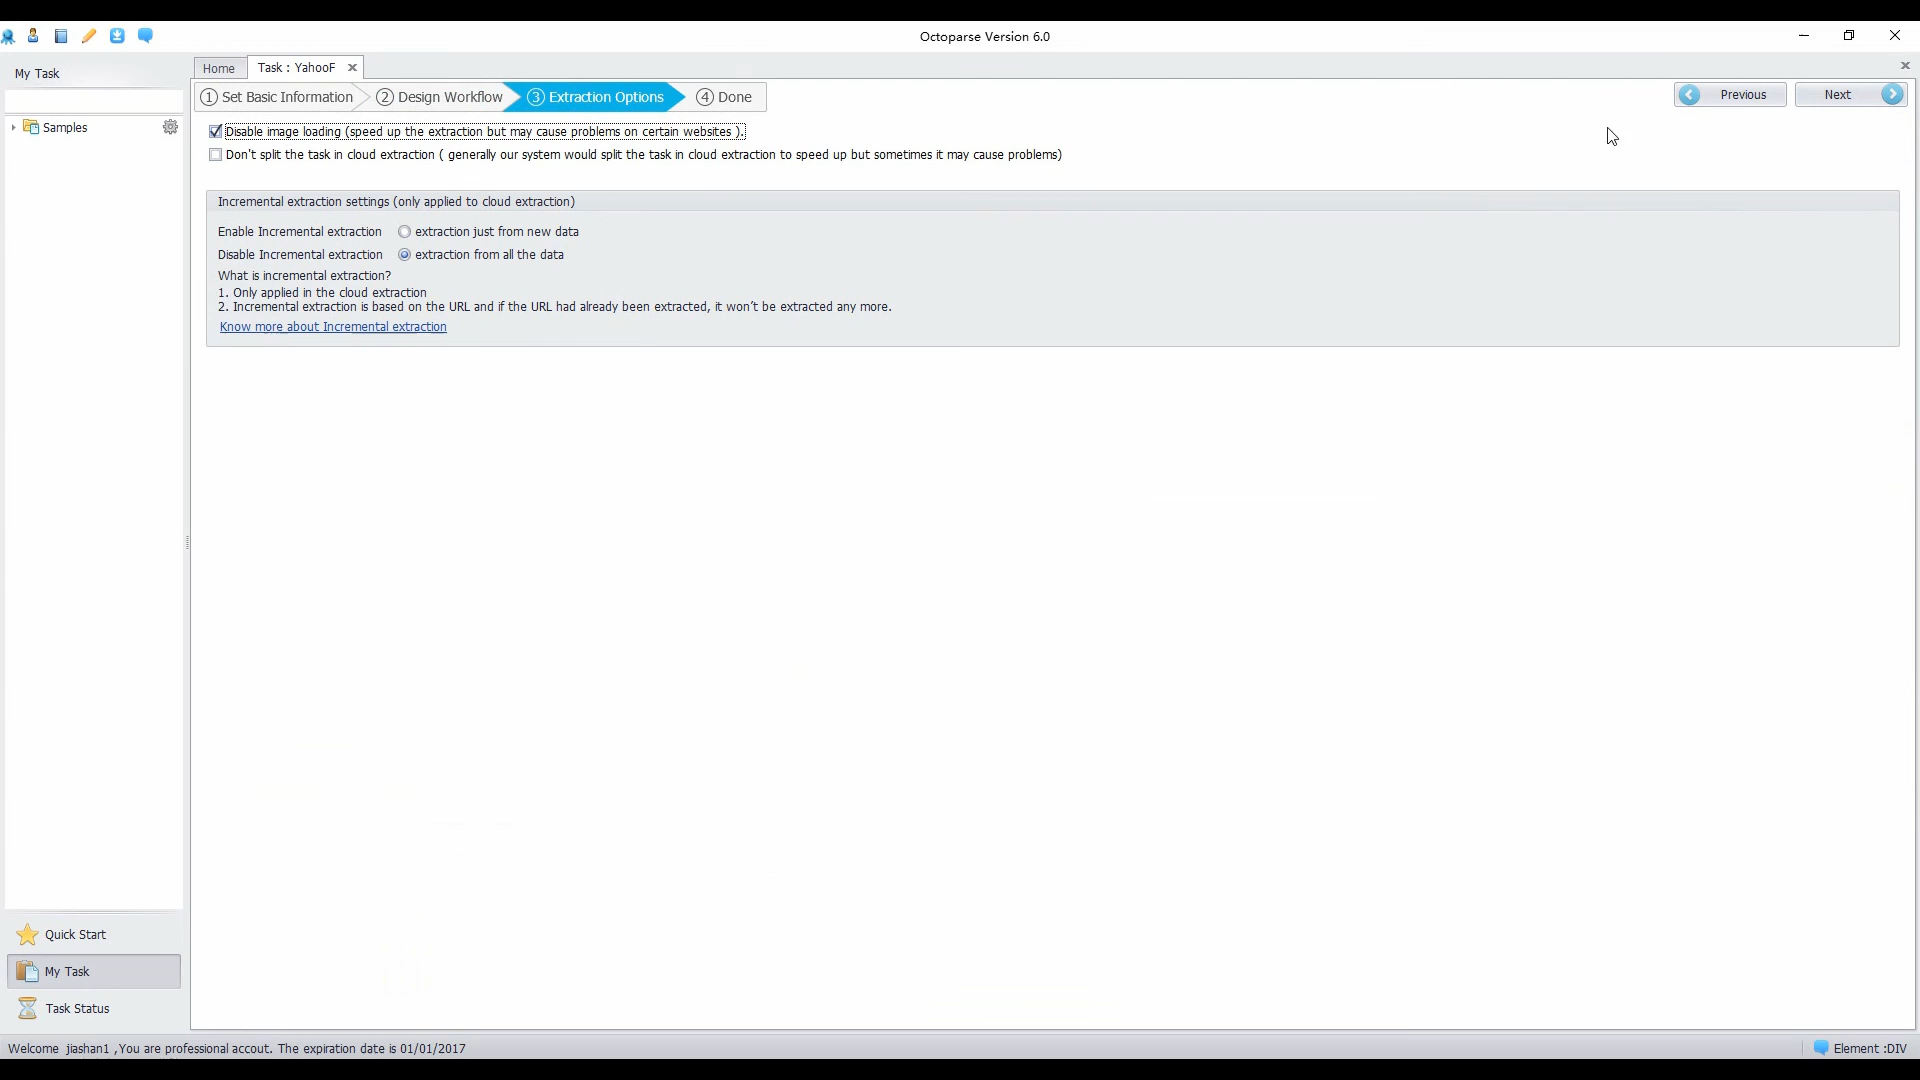 Octoparse Version 6.0
My Task
Home
Task : YahooF
1 Set Basic Information
2 Design Workflow
3 Extraction Options
4 Done
Previous
Next
Samples
Disable image loading (speed up the extraction but may cause problems on certain websites ).
Don't split the task in cloud extraction ( generally our system would split the task in cloud extraction to speed up but sometimes it may cause problems)
Incremental extraction settings (only applied to cloud extraction)
Enable Incremental extraction extraction just from new data
Disable Incremental extraction extraction from all the data
What is incremental extraction?
1. Only applied in the cloud extraction
2. Incremental extraction is based on the URL and if the URL had already been extracted, it won't be extracted any more.
Know more about Incremental extraction
Quick Start
My Task
Task Status
Welcome jiashan1 ,You are professional accout. The expiration date is 01/01/2017
Element :DIV